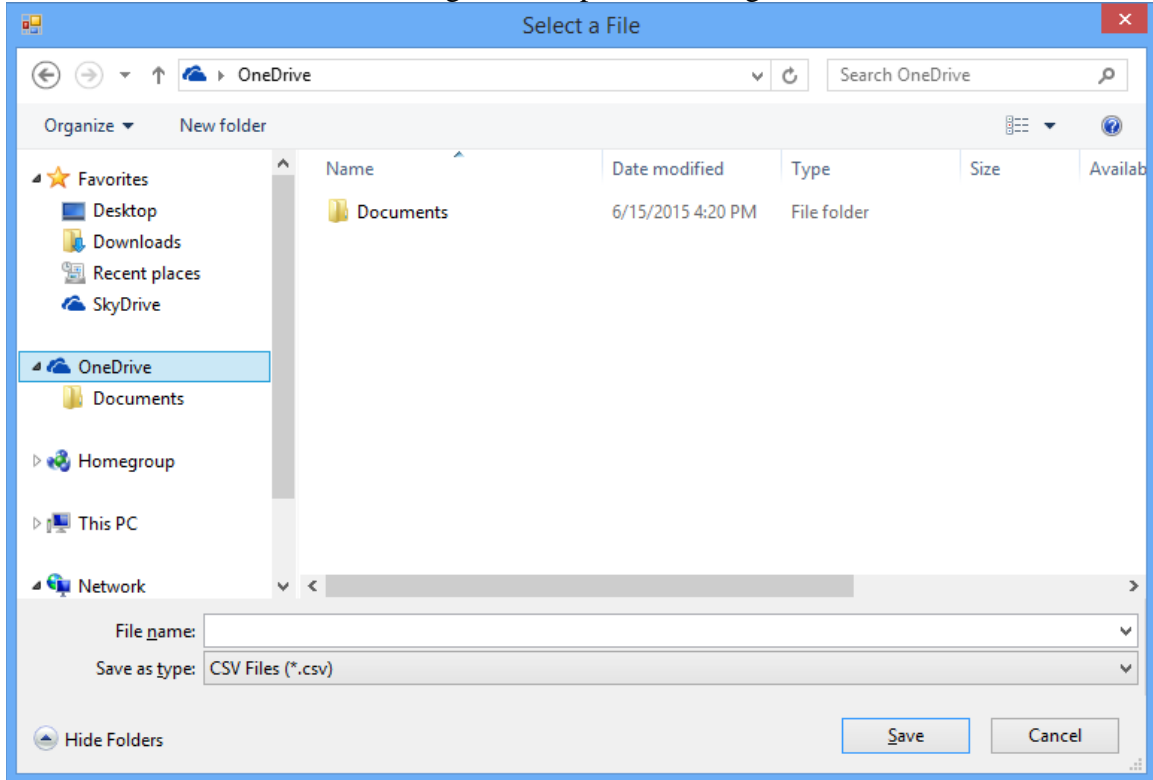 Select a File
OneDrive
Search OneDrive
Organize
New folder
Name Date modified Type Size Availab
Favorites
Desktop
Downloads
Recent places
SkyDrive
OneDrive
Documents
Homegroup
This PC
Network
Documents 6/15/2015 4:20 PM File folder
File name:
Save as type: CSV Files (*.csv)
Hide Folders
Save
Cancel